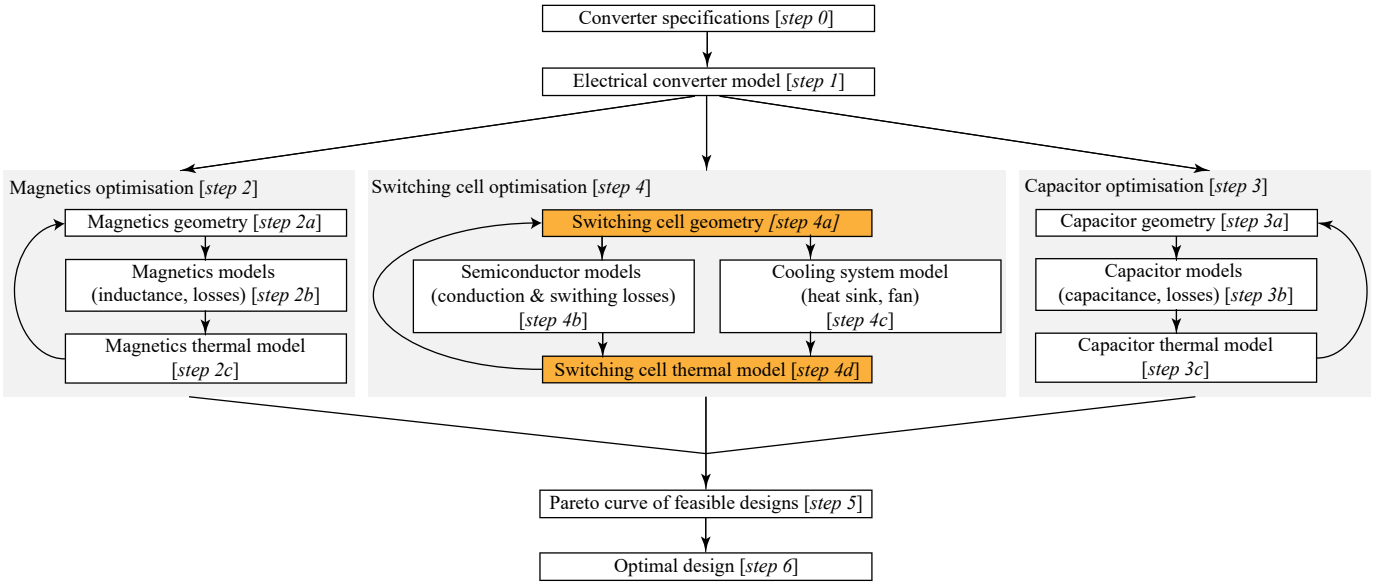 Converter specifications [step 0]
Electrical converter model [step 1]
Magnetics optimisation [step 2]
Magnetics geometry [step 2a]
Magnetics models
(inductance, losses) [step 2b]
Magnetics thermal model
[step 2c]
Switching cell optimisation [step 4]
Switching cell geometry [step 4a]
Semiconductor models
(conduction & swithing losses)
[step 4b]
Cooling system model
(heat sink, fan)
[step 4c]
Switching cell thermal model [step 4d]
Capacitor optimisation [step 3]
Capacitor geometry [step 3a]
Capacitor models
(capacitance, losses) [step 3b]
Capacitor thermal model
[step 3c]
Pareto curve of feasible designs [step 5]
Optimal design [step 6]